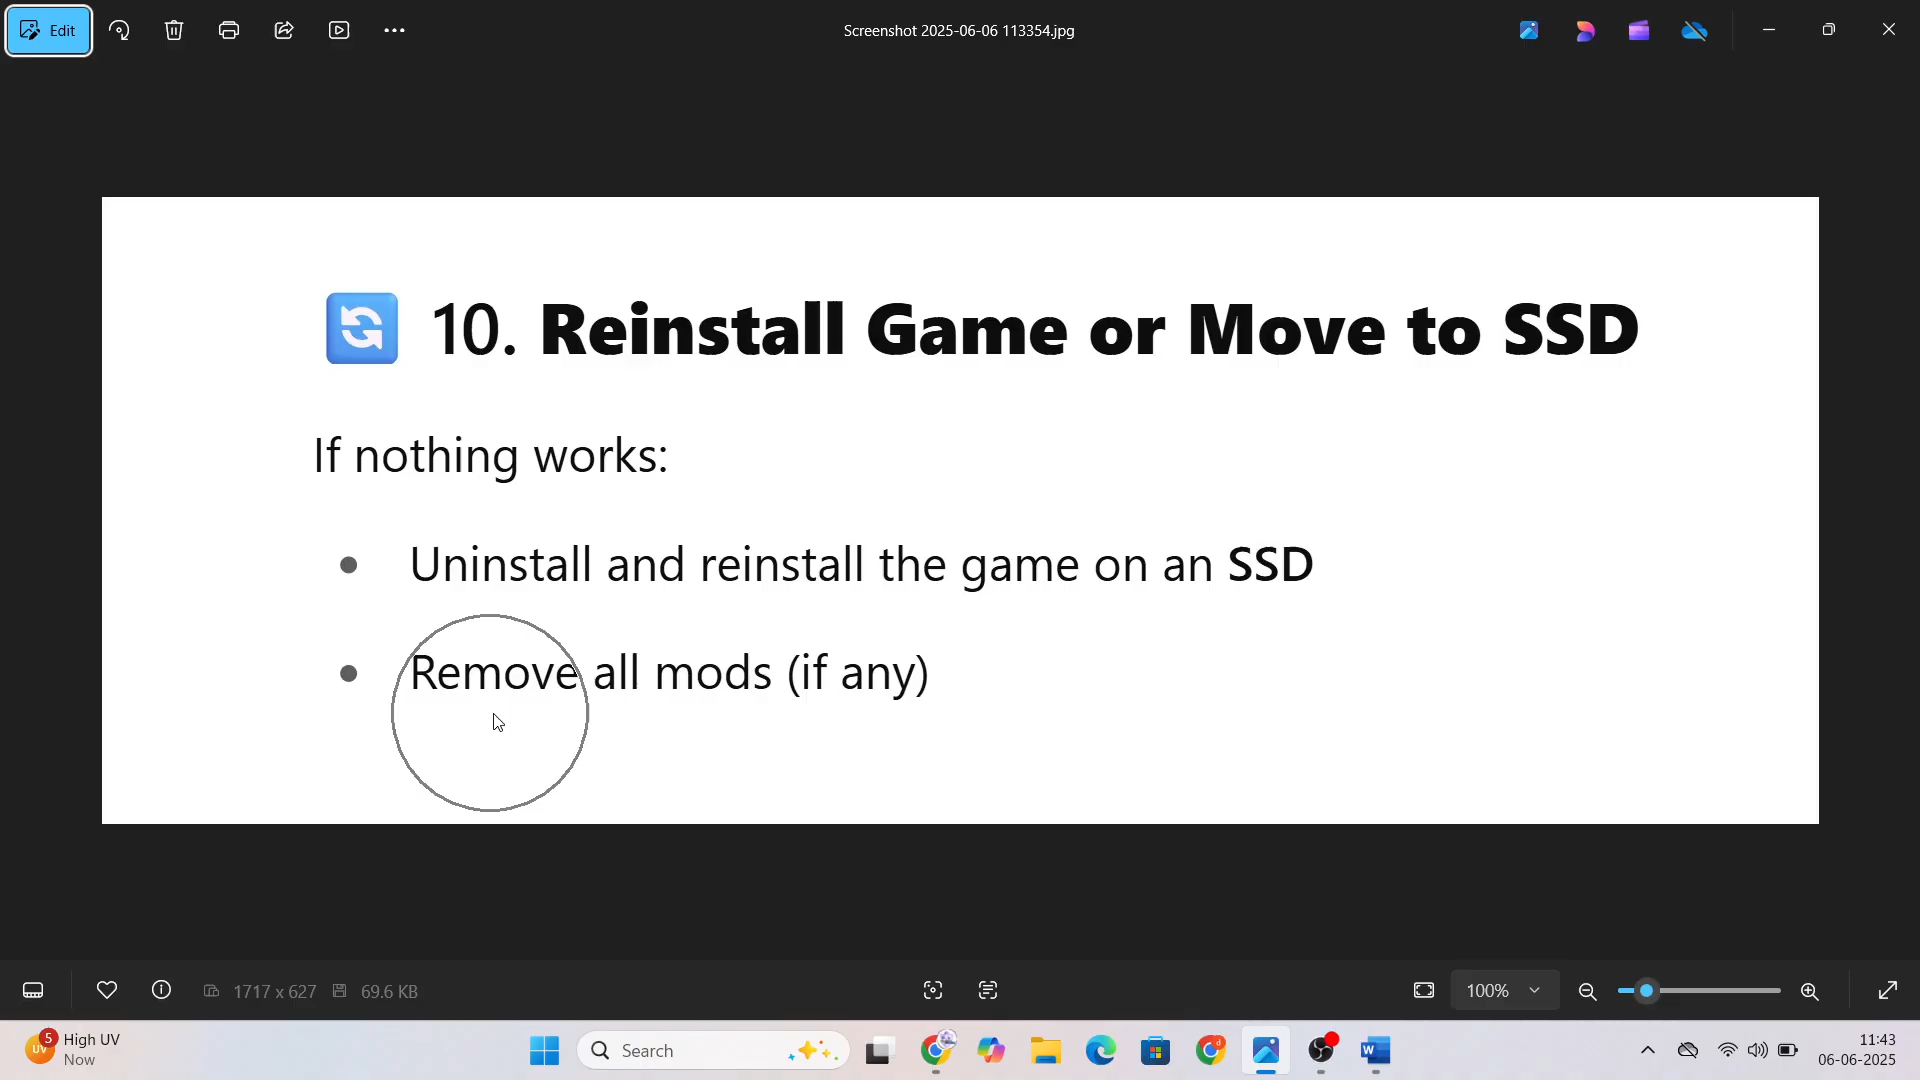 Edit
Screenshot 2025-06-06 113354.jpg
10. Reinstall Game or Move to SSD
If nothing works:
• Uninstall and reinstall the game on an SSD
• Remove all mods (if any)
1717 x 627
69.6 KB
100%
5
UV
High UV
Now
Search
d
W
11:43
06-06-2025